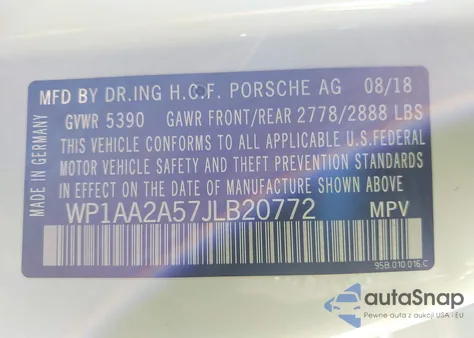 MFD BY DR.ING H.C.F. PORSCHE AG 08/18
GVWR 5390 GAWR FRONT/REAR 2778/2888 LBS
THIS VEHICLE CONFORMS TO ALL APPLICABLE U.S.FEDERAL
MOTOR VEHICLE SAFETY AND THEFT PREVENTION STANDARDS
IN EFFECT ON THE DATE OF MANUFACTURE SHOWN ABOVE
WP1AA2A57JLB20772 MPV
MADE IN GERMANY
95B.010.016.C
autoSnap
Pewne auta z aukcji USA i EU